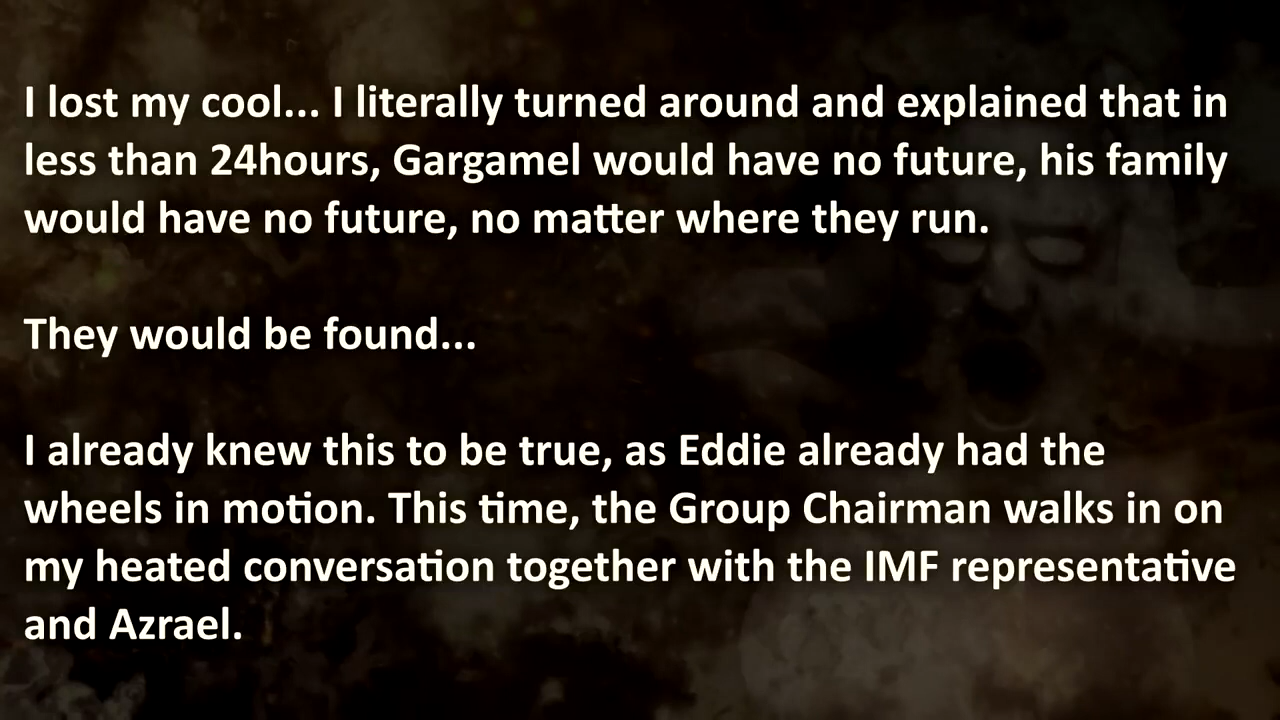 I lost my cool... I literally turned around and explained that in
less than 24hours, Gargamel would have no future, his family
would have no future, no matter where they run.
They would be found...
I already knew this to be true, as Eddie already had the
wheels in motion. This time, the Group Chairman walks in on
my heated conversation together with the IMF representative
and Azrael.